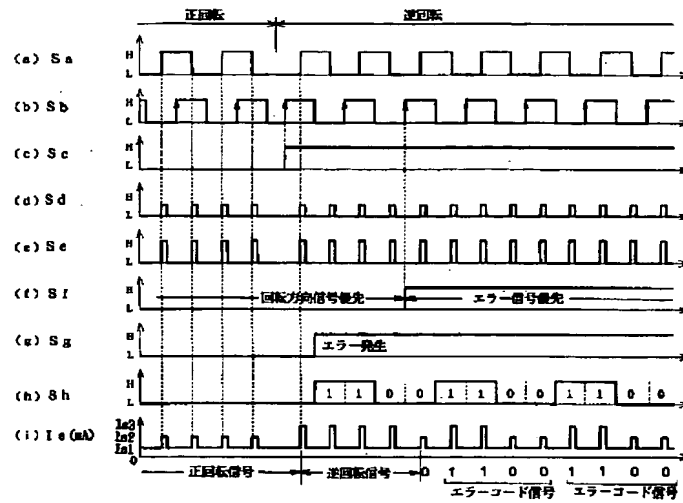 正回転 逆回転
(a) Sa H L
(b) Sb H L
(c) Sc H L
(d) Sd H L
(e) Se H L
(f) Sf H L 回転方向信号優先 エラー信号優先
(g) Sg H L エラー発生
(h) Sh H L 1 1 0 0 1 1 0 0 1 1 0 0
(i) Is(mA) Is3 Is2 Is1 0
正回転信号 逆回転信号 0 1 1 0 0 1 1 0 0
エラーコード信号 エラーコード信号